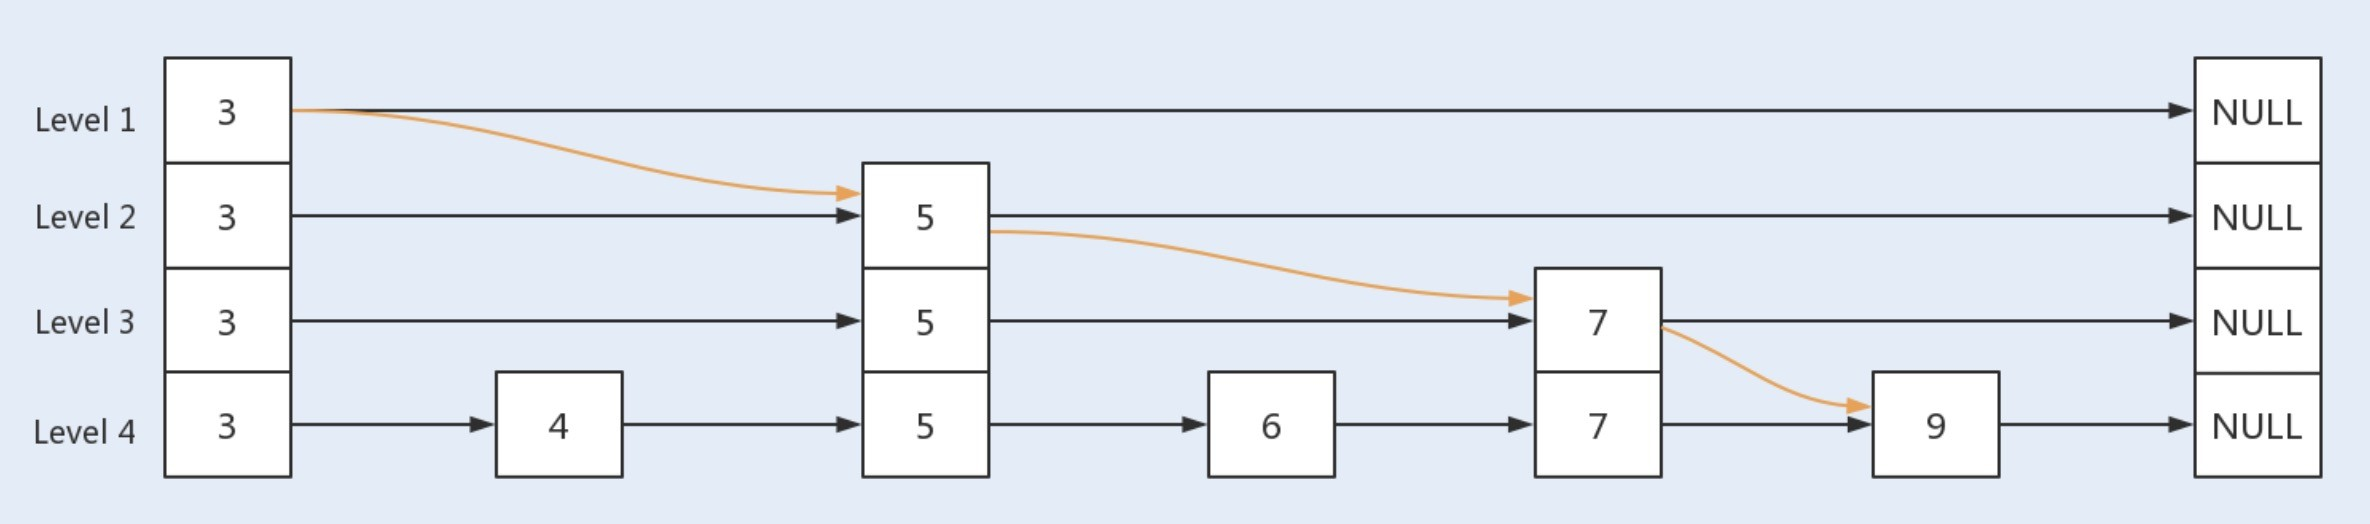 Level 1 3 NULL
Level 2 3 5 NULL
Level 3 3 5 7 NULL
Level 4 3 4 5 6 7 9 NULL